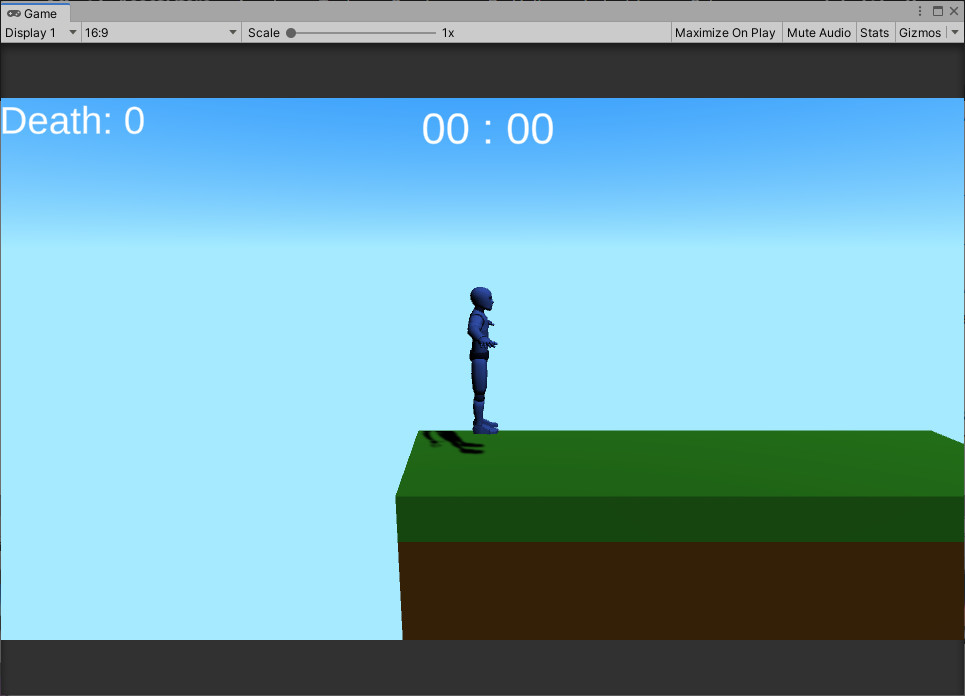 Game
Display 1 16:9 Scale 1x Maximize On Play Mute Audio Stats Gizmos
Death: 0
00 : 00